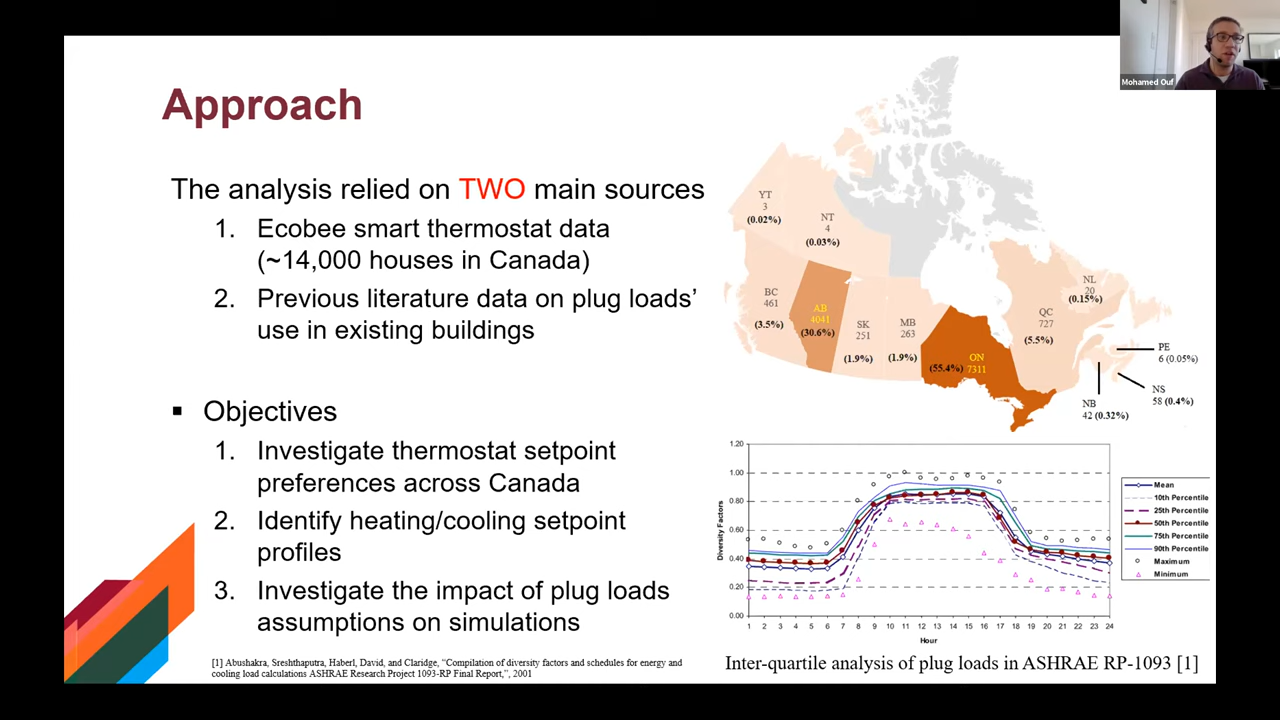 Mohamed Ouf
Approach
The analysis relied on TWO main sources
1. Ecobee smart thermostat data
(~14,000 houses in Canada)
2. Previous literature data on plug loads’
use in existing buildings
▪ Objectives
1. Investigate thermostat setpoint
preferences across Canada
2. Identify heating/cooling setpoint
profiles
3. Investigate the impact of plug loads
assumptions on simulations
[1] Abushakra, Sreshthaputra, Haberl, David, and Claridge, “Compilation of diversity factors and schedules for energy and
cooling load calculations ASHRAE Research Project 1093-RP Final Report,”, 2001
YT
3
(0.02%)
NT
4
(0.03%)
BC
461
(3.5%)
AB
4041
(30.6%)
SK
251
(1.9%)
MB
263
(1.9%)
ON
(55.4%) 7311
QC
727
(5.5%)
NL
20
(0.15%)
PE
6 (0.05%)
NS
58 (0.4%)
NB
42 (0.32%)
1.20
1.00
0.80
0.60
0.40
0.20
0.00
Diversity Factors
1 2 3 4 5 6 7 8 9 10 11 12 13 14 15 16 17 18 19 20 21 22 23 24
Hour
Mean
10th Percentile
25th Percentile
50th Percentile
75th Percentile
90th Percentile
Maximum
Minimum
Inter-quartile analysis of plug loads in ASHRAE RP-1093 [1]